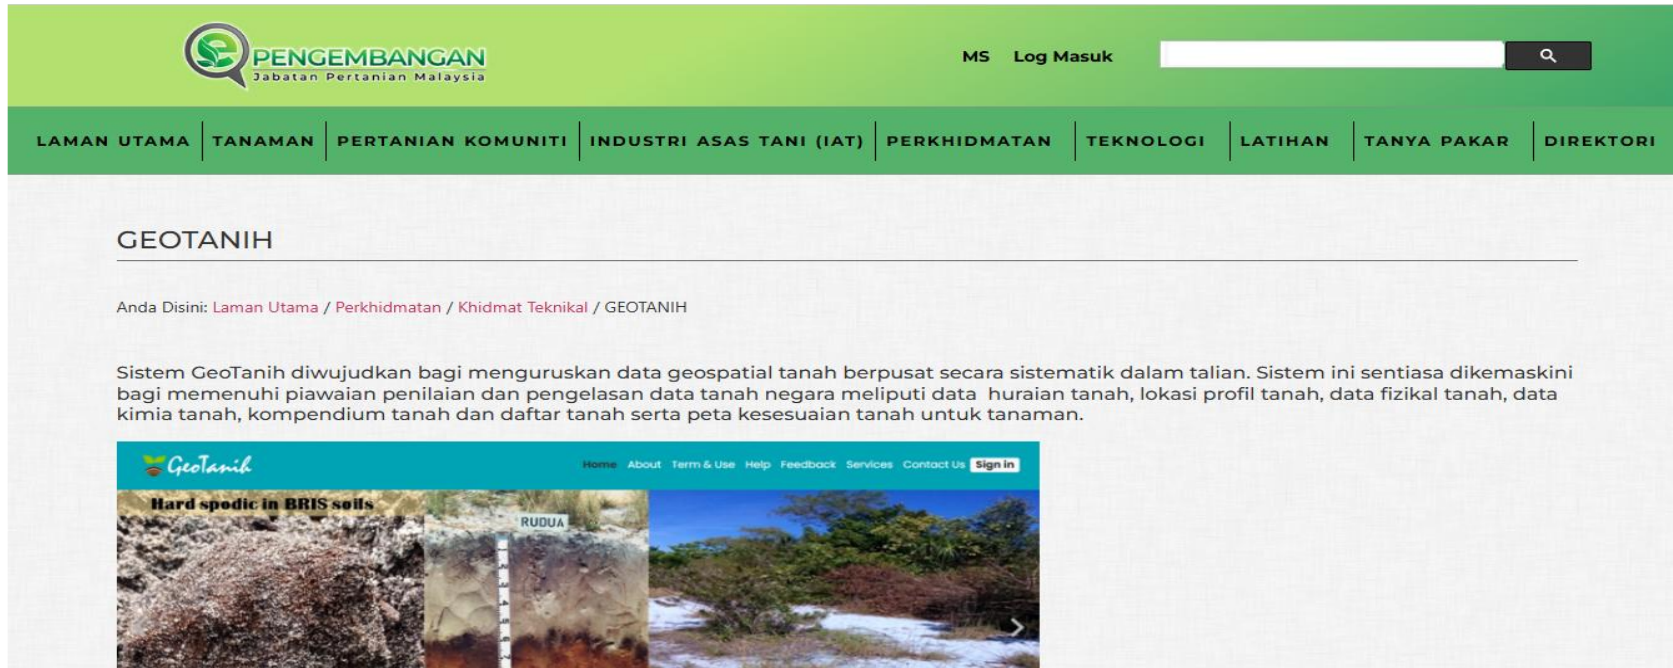 PENGEMBANGAN
Jabatan Pertanian Malaysia
MS Log Masuk
LAMAN UTAMA TANAMAN PERTANIAN KOMUNITI INDUSTRI ASAS TANI (IAT) PERKHIDMATAN TEKNOLOGI LATIHAN TANYA PAKAR DIREKTORI
GEOTANIH
Anda Disini: Laman Utama / Perkhidmatan / Khidmat Teknikal / GEOTANIH
Sistem GeoTanih diwujudkan bagi menguruskan data geospatial tanah berpusat secara sistematik dalam talian. Sistem ini sentiasa dikemaskini
bagi memenuhi piawaian penilaian dan pengelasan data tanah negara meliputi data huraian tanah, lokasi profil tanah, data fizikal tanah, data
kimia tanah, kompendium tanah dan daftar tanah serta peta kesesuaian tanah untuk tanaman.
GeoTanih
Home About Term & Use Help Feedback Services Contact Us Sign in
Hard spodic in BRIS soils
RUDUA